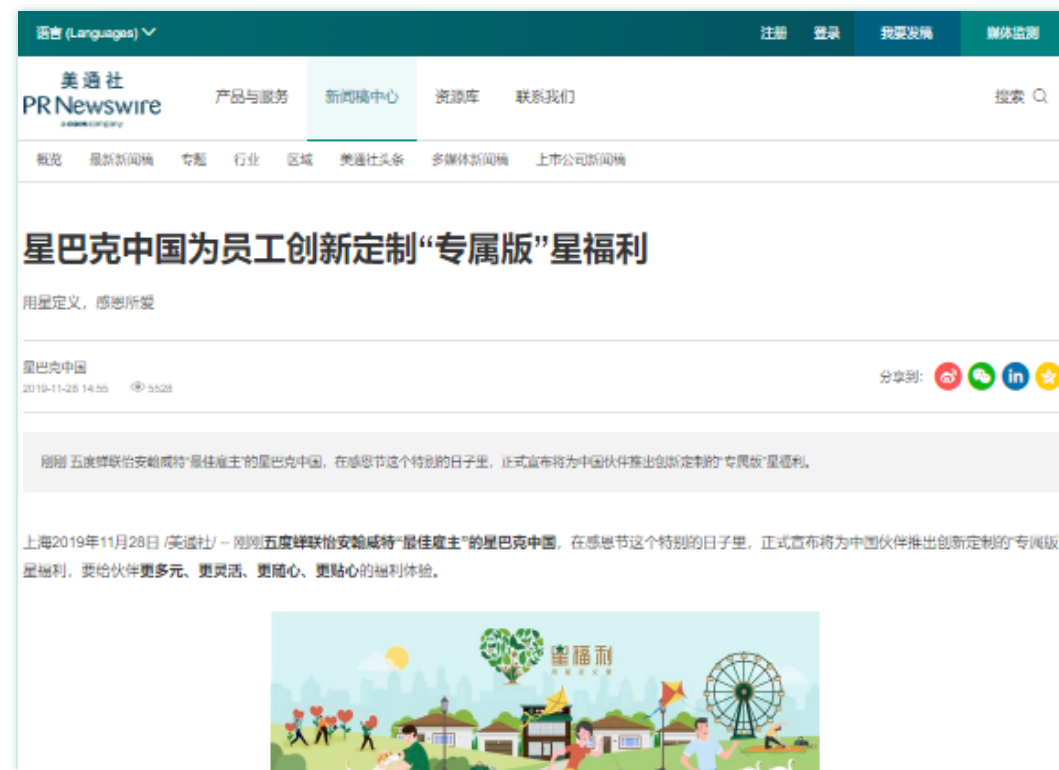 语言 (Languages)
注册 登录 我要发稿 媒体监测
美通社
PR Newswire
a cision company
产品与服务 新闻稿中心 资源库 联系我们 搜索
概览 最新新闻稿 专题 行业 区域 美通社头条 多媒体新闻稿 上市公司新闻稿
星巴克中国为员工创新定制“专属版”星福利
用星定义，感恩所爱
星巴克中国
2019-11-28 14:55 5528
分享到:
刚刚 五度蝉联怡安翰威特“最佳雇主”的星巴克中国，在感恩节这个特别的日子里，正式宣布将为中国伙伴推出创新定制的“专属版”星福利。
上海2019年11月28日 /美通社/ -- 刚刚五度蝉联怡安翰威特“最佳雇主”的星巴克中国，在感恩节这个特别的日子里，正式宣布将为中国伙伴推出创新定制的“专属版
星福利，要给伙伴更多元、更灵活、更随心、更贴心的福利体验。
星福利